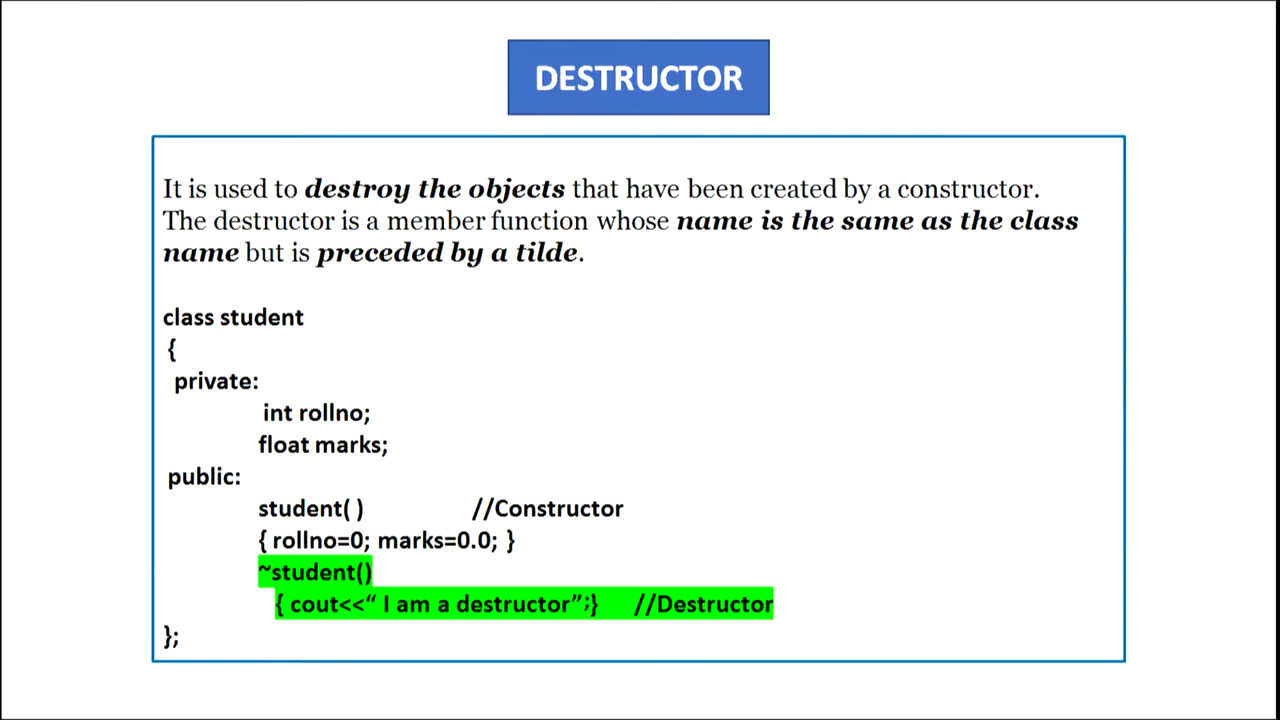 DESTRUCTOR
It is used to destroy the objects that have been created by a constructor.
The destructor is a member function whose name is the same as the class
name but is preceded by a tilde.
class student
{
private:
int rollno;
float marks;
public:
student( ) //Constructor
{ rollno=0; marks=0.0; }
~student()
{ cout<<“ I am a destructor”;} //Destructor
};